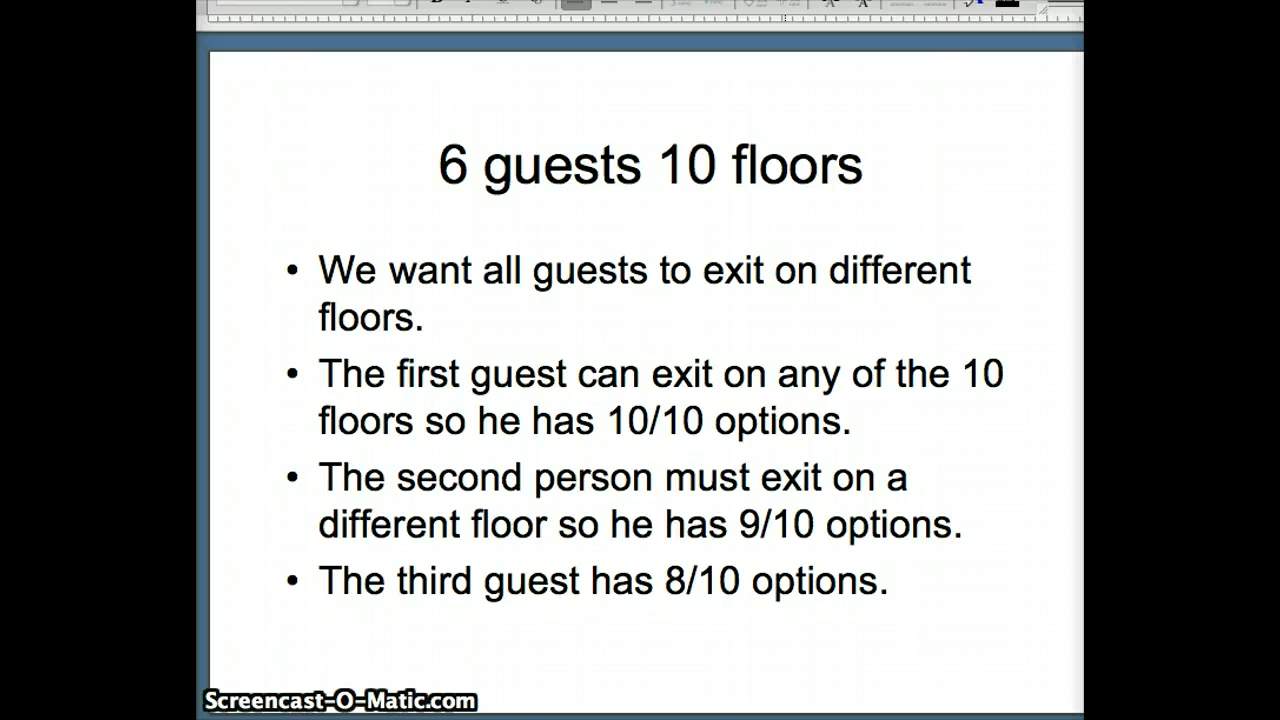 6 guests 10 floors
• We want all guests to exit on different
floors.
• The first guest can exit on any of the 10
floors so he has 10/10 options.
• The second person must exit on a
different floor so he has 9/10 options.
• The third guest has 8/10 options.
Screencast-O-Matic.com